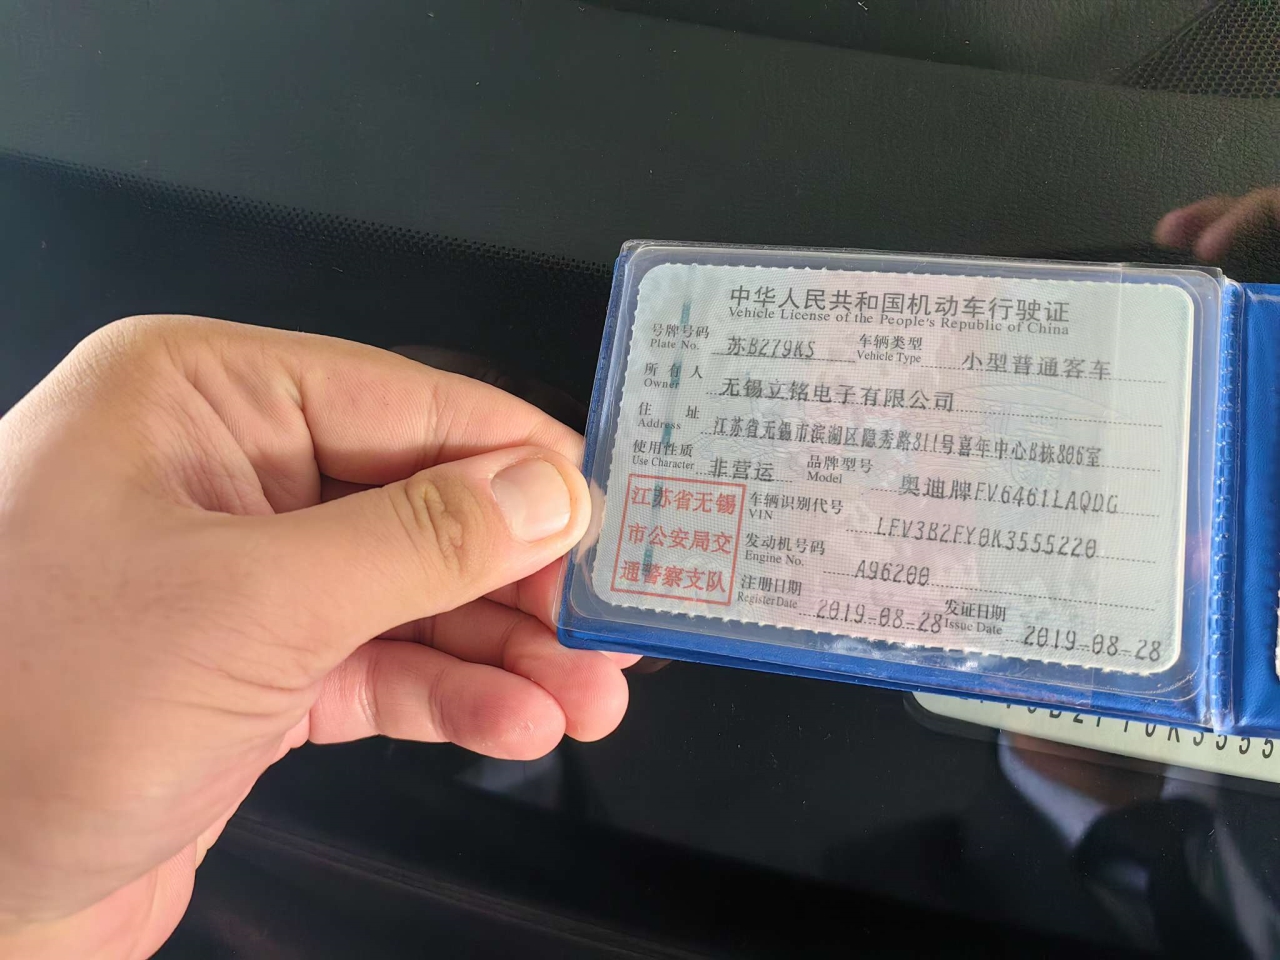 中华人民共和国机动车行驶证
Vehicle License of the People's Republic of China
号牌号码 苏B279KS 车辆类型 小型普通客车
Plate No. Vehicle Type
所有人 无锡立铭电子有限公司
Owner
住址 江苏省无锡市滨湖区隐秀路811号嘉年中心B栋806室
Address
使用性质 非营运 品牌型号 奥迪牌FV6461LAQDG
Use Character Model
江苏省无锡
市公安局交
通警察支队
车辆识别代号 LFV3B2FY0K3555220
VIN
发动机号码 A96200
Engine No.
注册日期 2019-08-28 发证日期 2019-08-28
Register Date Issue Date